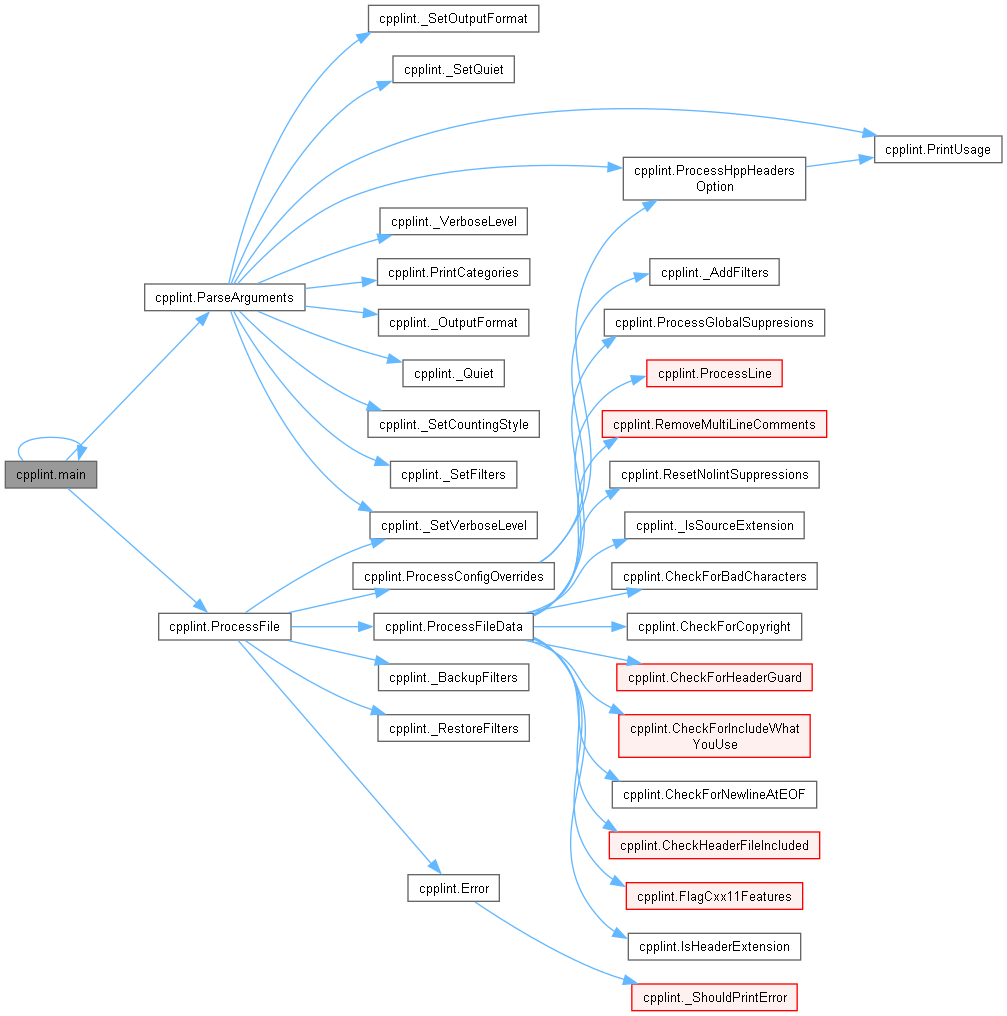 cpplint._SetOutputFormat
cpplint._SetQuiet
cpplint.PrintUsage
cpplint.ProcessHppHeaders
Option
cpplint._VerboseLevel
cpplint.PrintCategories
cpplint._AddFilters
cpplint.ParseArguments
cpplint._OutputFormat
cpplint.ProcessGlobalSuppresions
cpplint._Quiet
cpplint.ProcessLine
cpplint._SetCountingStyle
cpplint.RemoveMultiLineComments
cpplint.main
cpplint._SetFilters
cpplint.ResetNolintSuppressions
cpplint._SetVerboseLevel
cpplint._IsSourceExtension
cpplint.ProcessConfigOverrides
cpplint.CheckForBadCharacters
cpplint.ProcessFile
cpplint.ProcessFileData
cpplint.CheckForCopyright
cpplint._BackupFilters
cpplint.CheckForHeaderGuard
cpplint._RestoreFilters
cpplint.CheckForIncludeWhat
YouUse
cpplint.CheckForNewlineAtEOF
cpplint.CheckHeaderFileIncluded
cpplint.Error
cpplint.FlagCxx11Features
cpplint.IsHeaderExtension
cpplint._ShouldPrintError